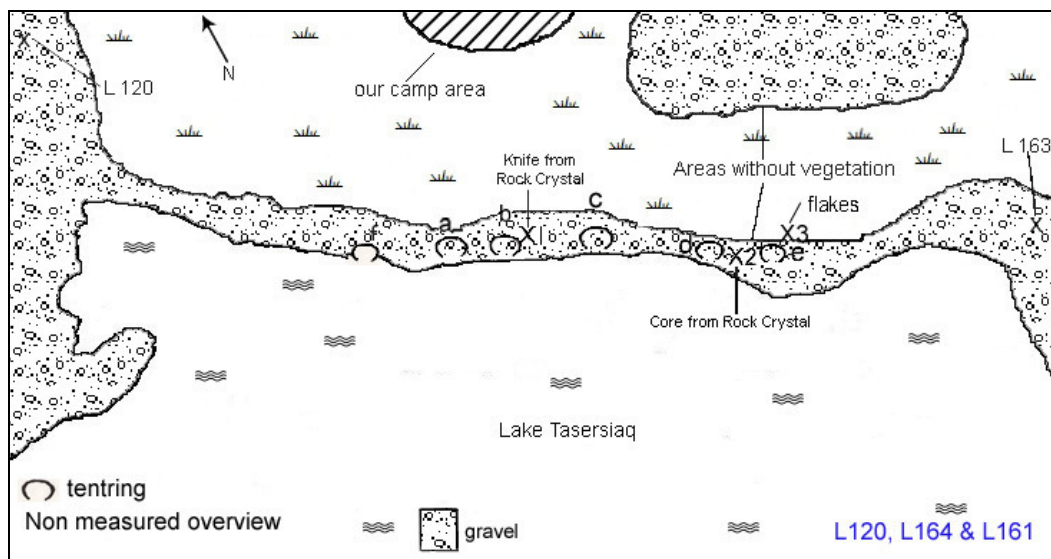 L 120
N
our camp area
Knife from
Rock Crystal
Areas without vegetation
L 163
flakes
a
b
c
X1
d
X2
X3
e
Core from Rock Crystal
Lake Tasersiaq
tentring
Non measured overview
gravel
L120, L164 & L161